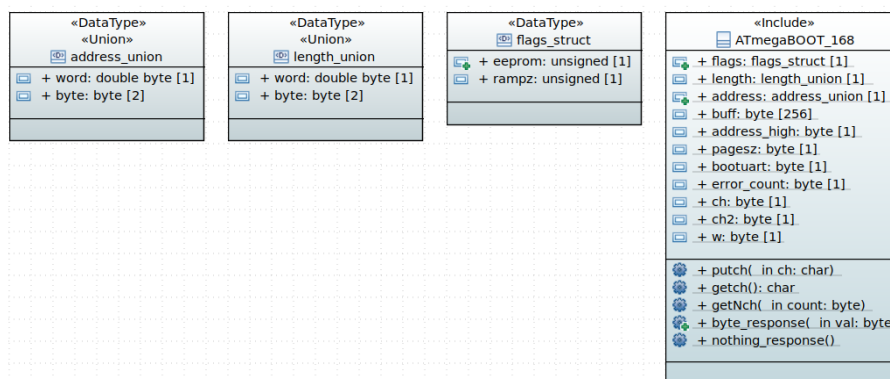 «DataType»
«Union»
address_union
+ word: double byte [1]
+ byte: byte [2]
«DataType»
«Union»
length_union
+ word: double byte [1]
+ byte: byte [2]
«DataType»
flags_struct
+ eeprom: unsigned [1]
+ rampz: unsigned [1]
«Include»
ATmegaBOOT_168
+ flags: flags_struct [1]
+ length: length_union [1]
+ address: address_union [1]
+ buff: byte [256]
+ address_high: byte [1]
+ pagesz: byte [1]
+ bootuart: byte [1]
+ error_count: byte [1]
+ ch: byte [1]
+ ch2: byte [1]
+ w: byte [1]
+ putch( in ch: char)
+ getch(): char
+ getNch( in count: byte)
+ byte_response( in val: byte
+ nothing_response()